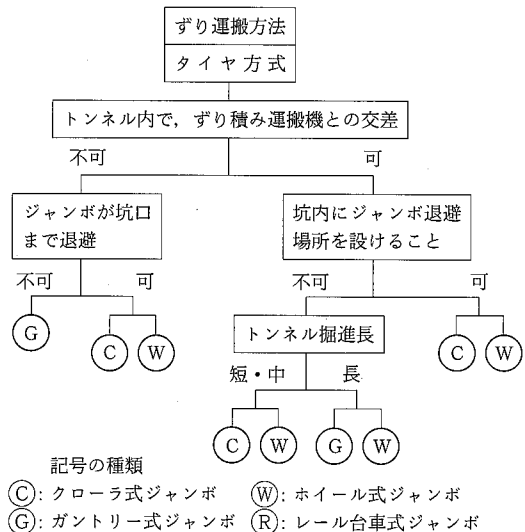 ずり運搬方法
タイヤ方式
トンネル内で，ずり積み運搬機との交差
不可 可
ジャンボが坑口
まで退避
坑内にジャンボ退避
場所を設けること
不可 可 不可 可
G
C W
トンネル掘進長
C W
短・中 長
C W G W
記号の種類
C：クローラ式ジャンボ W：ホイール式ジャンボ
G：ガントリー式ジャンボ R：レール台車式ジャンボ